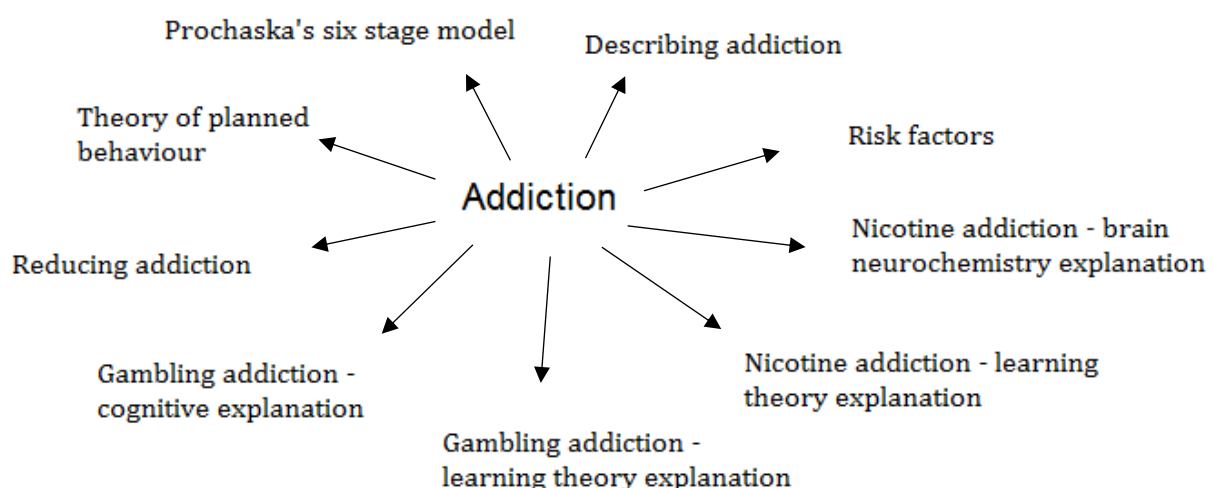 Prochaska's six stage model
Describing addiction
Theory of planned
behaviour
Risk factors
Addiction
Nicotine addiction - brain
neurochemistry explanation
Reducing addiction
Nicotine addiction - learning
theory explanation
Gambling addiction -
cognitive explanation
Gambling addiction -
learning theory explanation